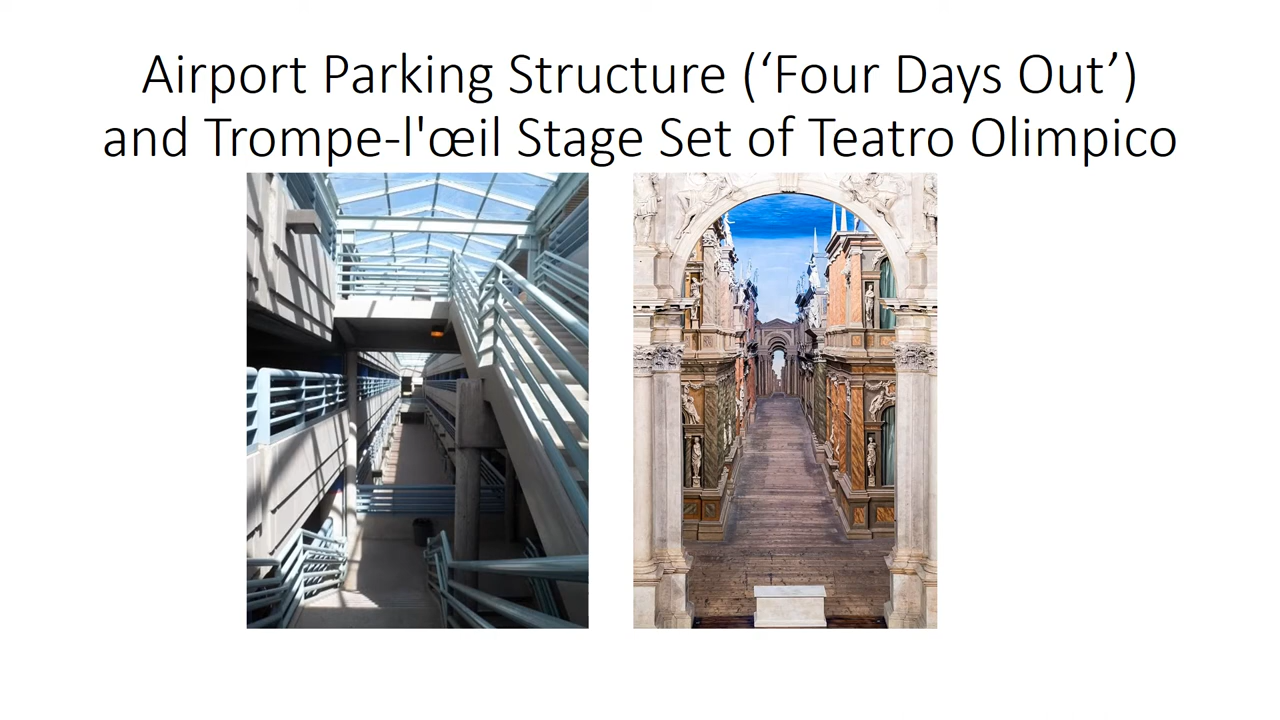 Airport Parking Structure (‘Four Days Out’)
and Trompe-l'œil Stage Set of Teatro Olimpico